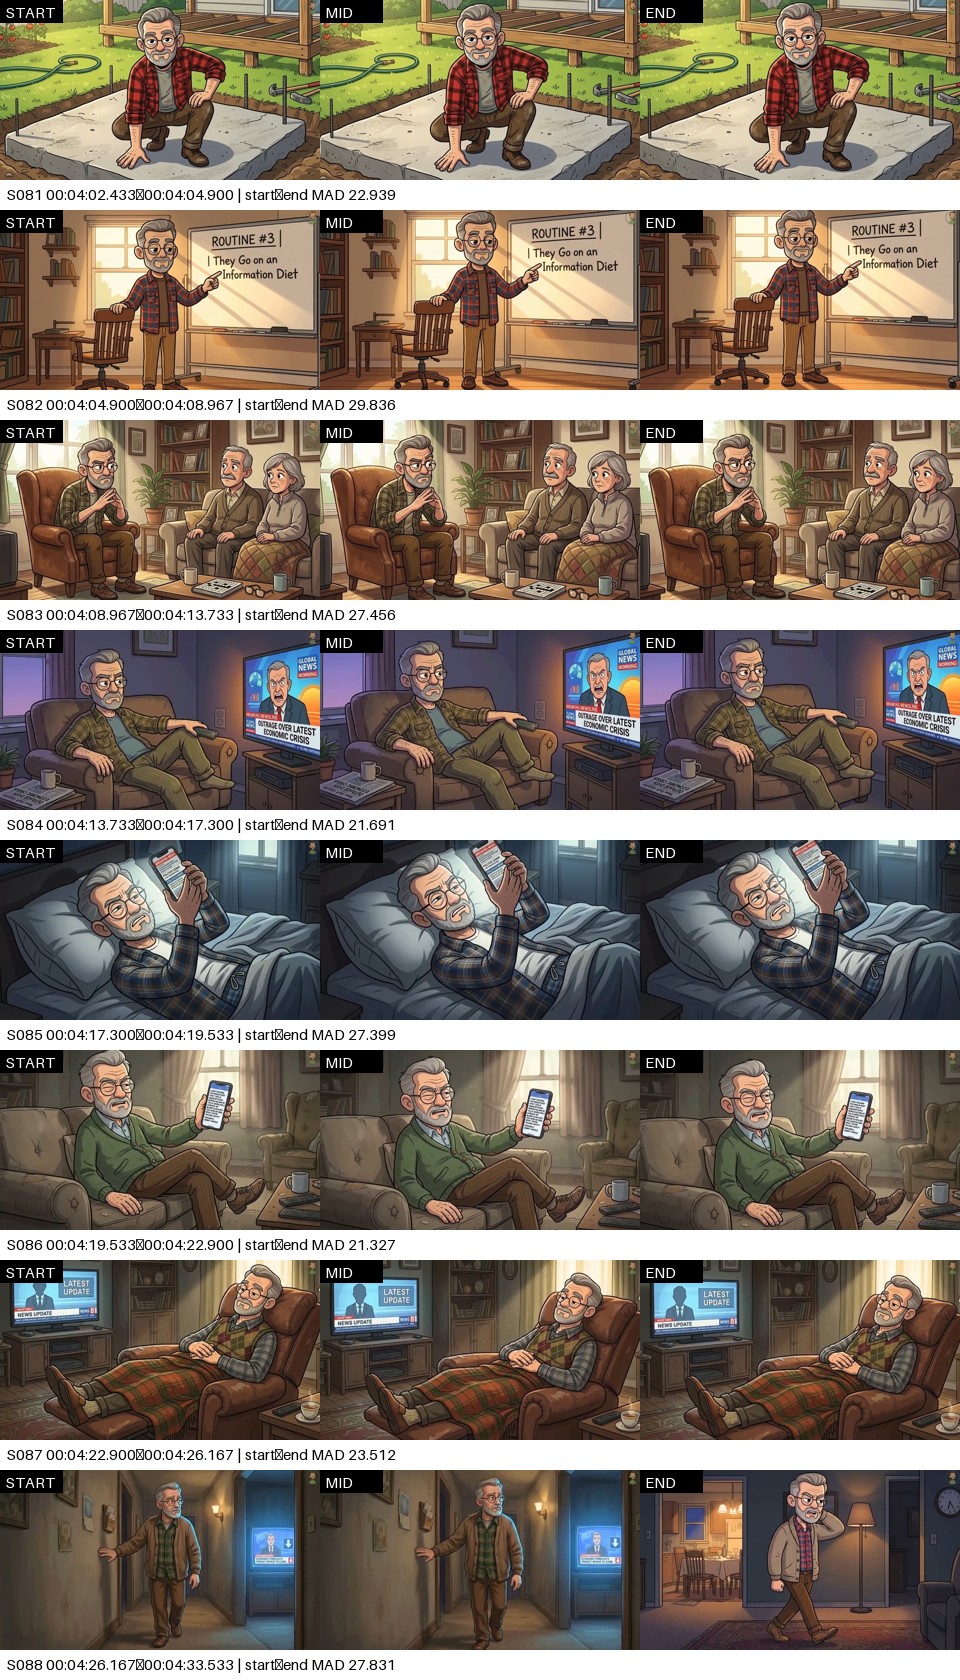 START
MID
END
S081 00:04:02.433▯00:04:04.900 | start▯end MAD 22.939
START
MID
END
ROUTINE #3 |
| They Go on an
Information Diet
ROUTINE #3 |
| They Go on an
Information Diet
ROUTINE #3 |
| They Go on an
Information Diet
S082 00:04:04.900▯00:04:08.967 | start▯end MAD 29.836
START
MID
END
S083 00:04:08.967▯00:04:13.733 | start▯end MAD 27.456
START
MID
END
GLOBAL
NEWS
MORNING
OUTRAGE OVER LATEST
ECONOMIC CRISIS
GLOBAL
NEWS
MORNING
OUTRAGE OVER LATEST
ECONOMIC CRISIS
GLOBAL
NEWS
MORNING
OUTRAGE OVER LATEST
ECONOMIC CRISIS
S084 00:04:13.733▯00:04:17.300 | start▯end MAD 21.691
START
MID
END
S085 00:04:17.300▯00:04:19.533 | start▯end MAD 27.399
START
MID
END
S086 00:04:19.533▯00:04:22.900 | start▯end MAD 21.327
START
MID
END
LATEST
UPDATE
NEWS UPDATE
LATEST
UPDATE
NEWS UPDATE
LATEST
UPDATE
NEWS UPDATE
S087 00:04:22.900▯00:04:26.167 | start▯end MAD 23.512
START
MID
END
S088 00:04:26.167▯00:04:33.533 | start▯end MAD 27.831